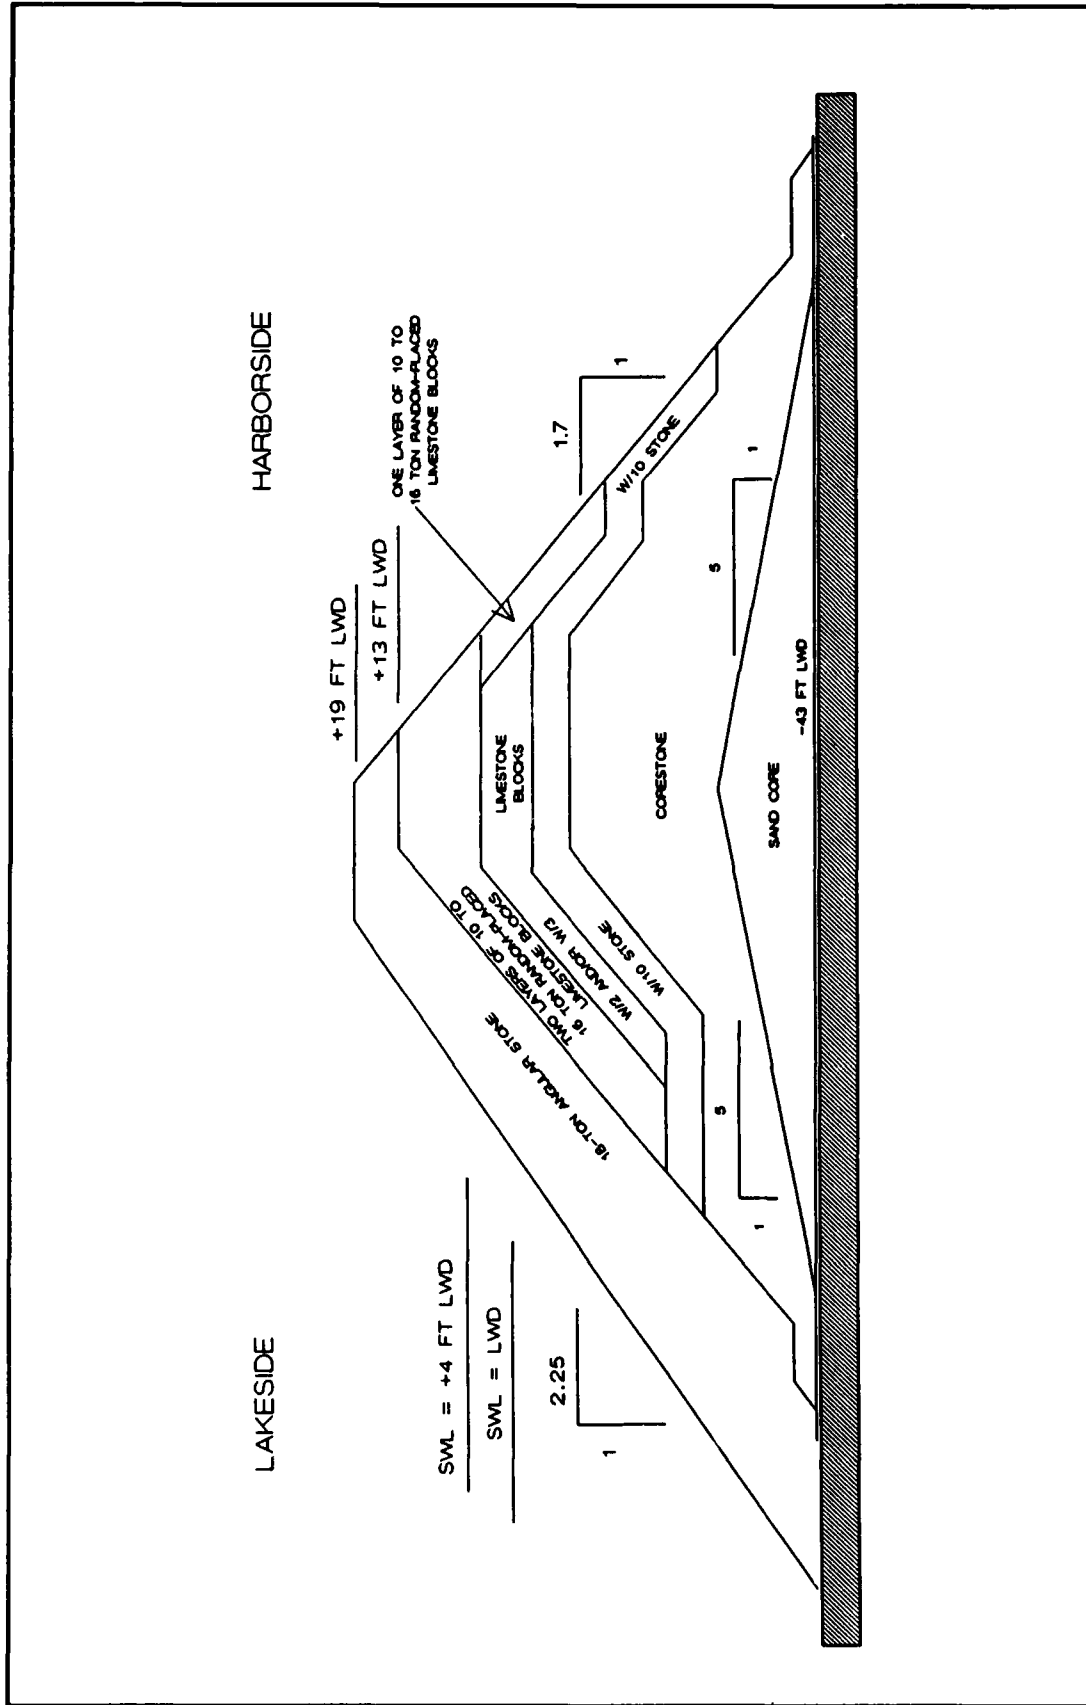 LAKESIDE
HARBORSIDE
+19 FT LWD
+13 FT LWD
ONE LAYER OF 10 TO
16 TON RANDOM-PLACED
LIMESTONE BLOCKS
SWL = +4 FT LWD
SWL = LWD
2.25
1
1.7
1
18-TON ANGULAR STONE
TWO LAYERS OF 10 TO
16 TON RANDOM-PLACED
LIMESTONE BLOCKS
W/2 AND/OR W/3
W/10 STONE
LIMESTONE
BLOCKS
W/10 STONE
CORESTONE
5
1
5
1
SAND CORE
-43 FT LWD